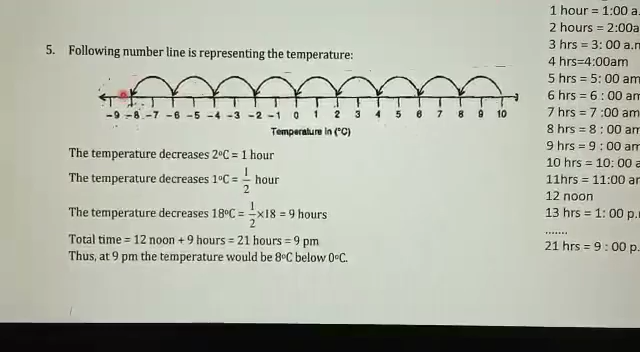 5. Following number line is representing the temperature:
-9 -8 -7 -6 -5 -4 -3 -2 -1 0 1 2 3 4 5 6 7 8 9 10
Temperature in (°C)
The temperature decreases 2°C = 1 hour
The temperature decreases 1°C = 1/2 hour
The temperature decreases 18°C = 1/2 ×18 = 9 hours
Total time = 12 noon + 9 hours = 21 hours = 9 pm
Thus, at 9 pm the temperature would be 8°C below 0°C.
1 hour = 1:00 a.
2 hours = 2:00a
3 hrs = 3: 00 a.m
4 hrs=4:00am
5 hrs = 5: 00 am
6 hrs = 6 : 00 am
7 hrs = 7 :00 am
8 hrs = 8 : 00 am
9 hrs = 9 : 00 am
10 hrs = 10: 00 a
11hrs = 11:00 am
12 noon
13 hrs = 1: 00 p.
.......
21 hrs = 9 : 00 p.